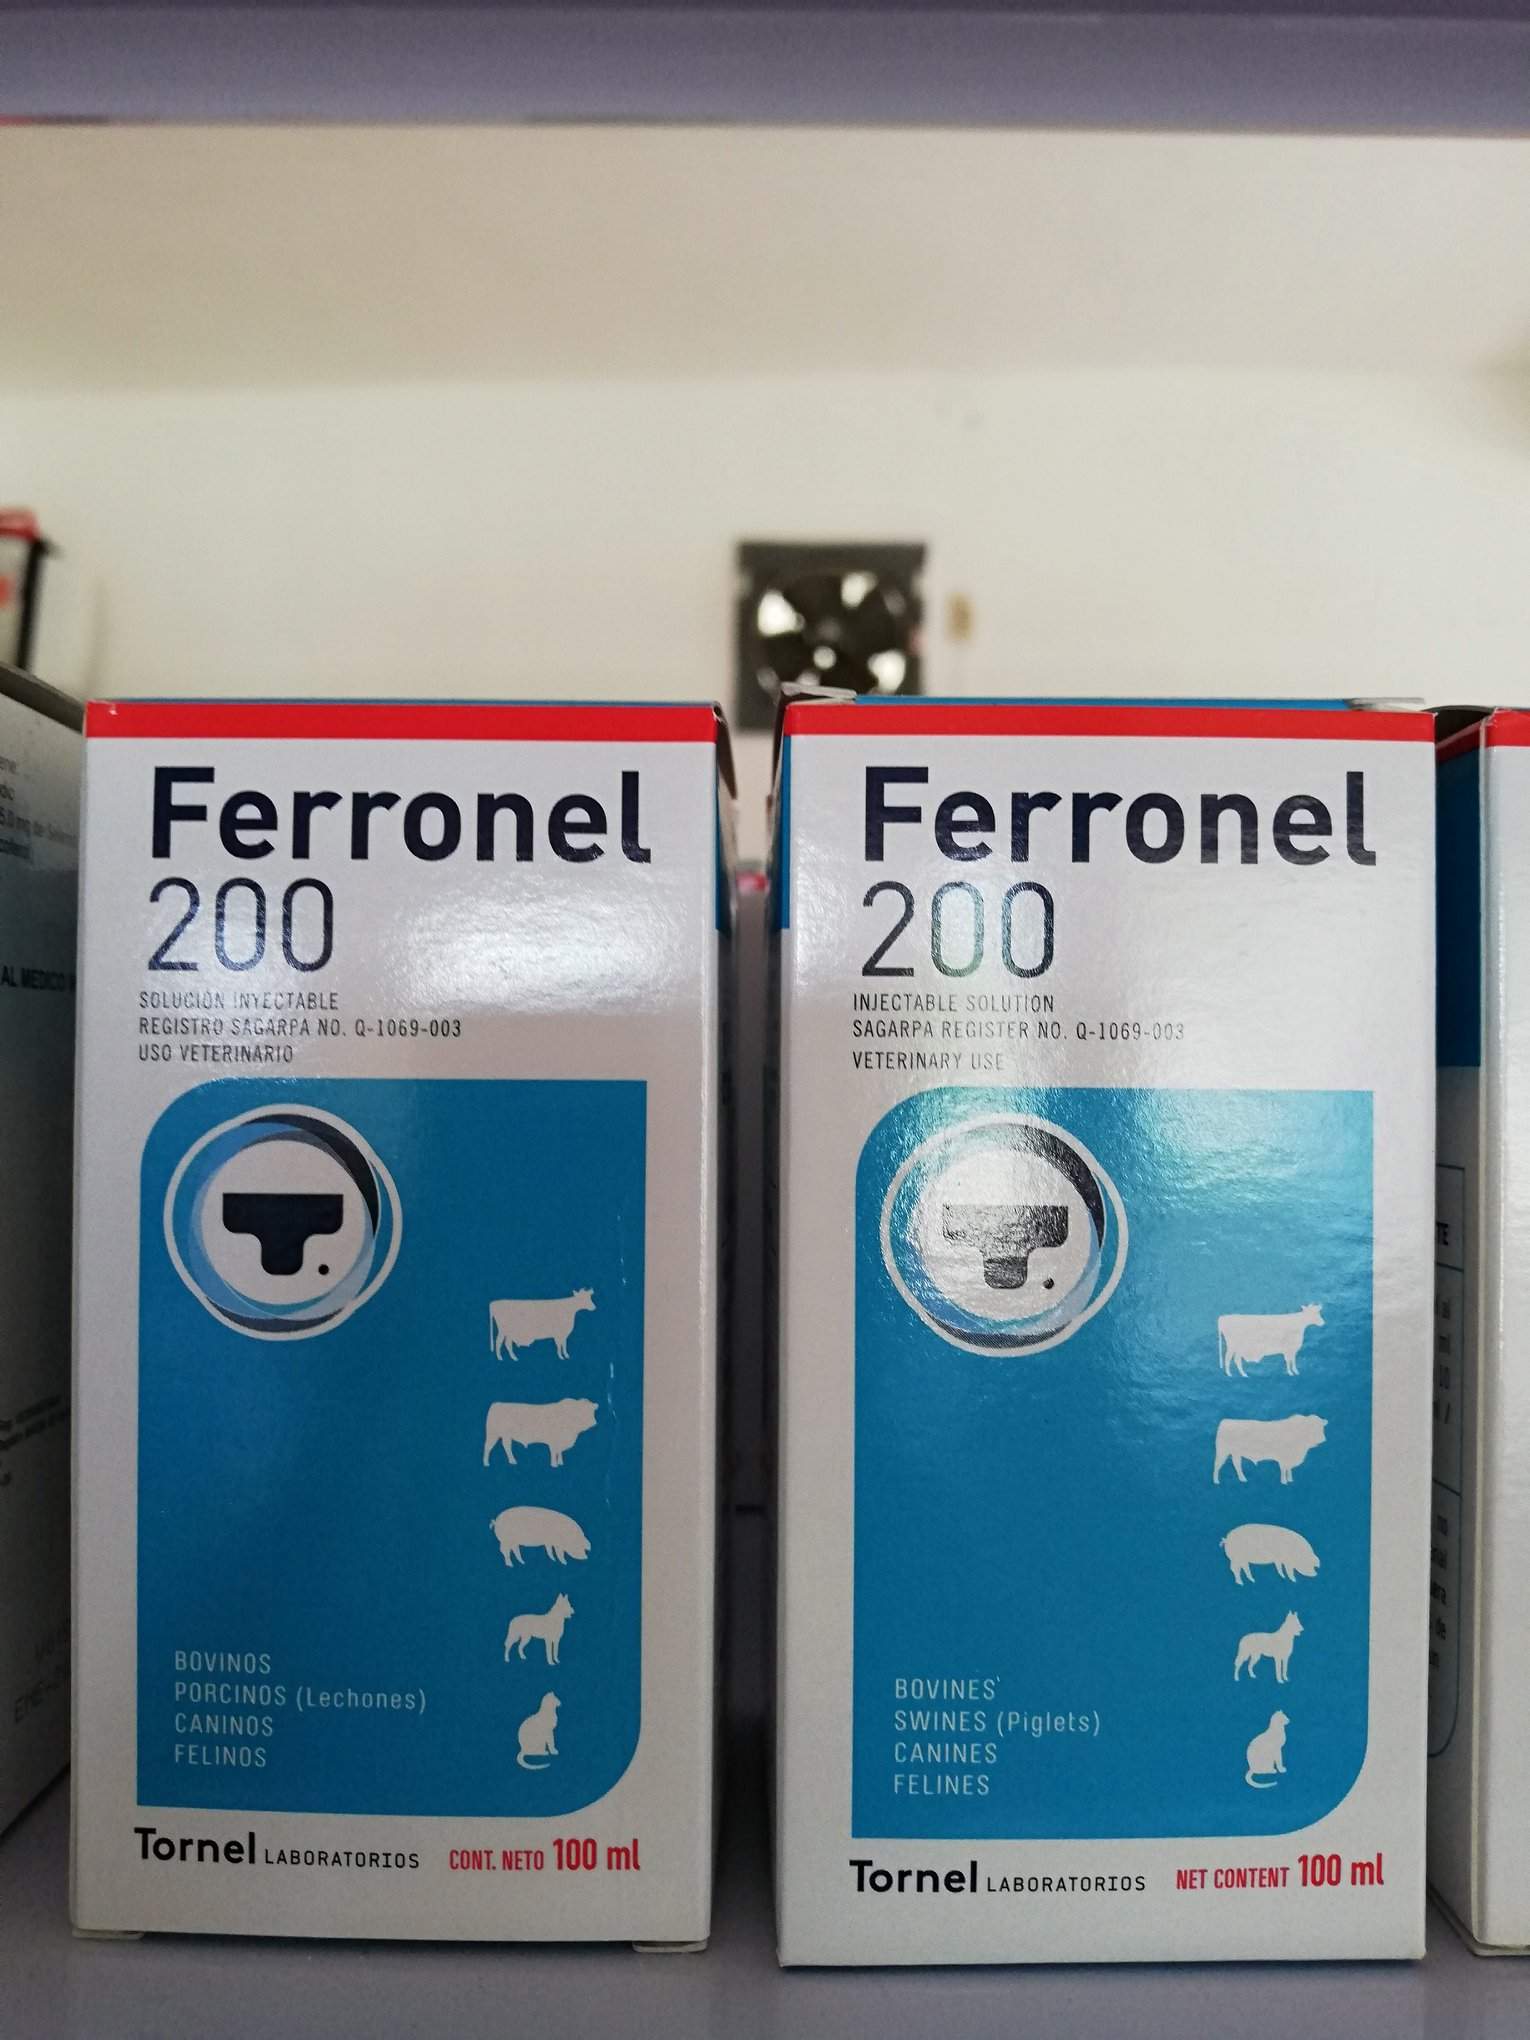 Ferronel
200
SOLUCIÓN INYECTABLE
REGISTRO SAGARPA NO. Q-1069-003
USO VETERINARIO
BOVINOS
PORCINOS (Lechones)
CANINOS
FELINOS
Tornel LABORATORIOS CONT. NETO 100 ml
Ferronel
200
INJECTABLE SOLUTION
SAGARPA REGISTER NO. Q-1069-003
VETERINARY USE
BOVINES'
SWINES (Piglets)
CANINES
FELINES
Tornel LABORATORIOS NET CONTENT 100 ml
AL MEDICO